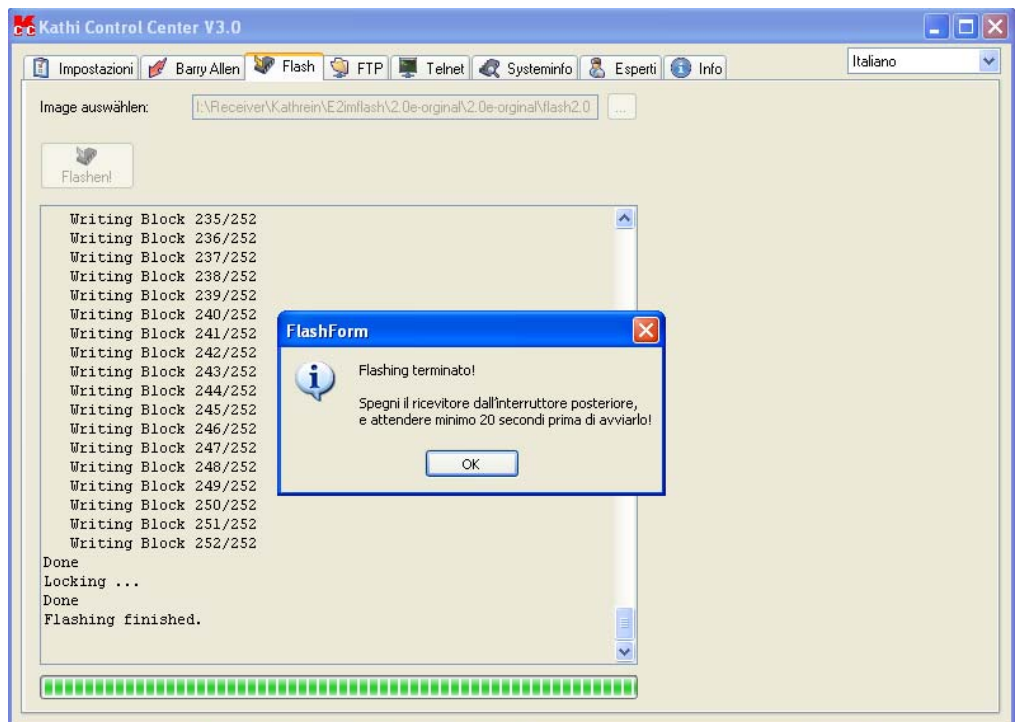 Kathi Control Center V3.0
Impostazioni Barry Allen Flash FTP Telnet Systeminfo Esperti Info
Italiano
Image auswählen: I:\Receiver\Kathrein\E2imflash\2.0e-orginal\2.0e-orginal\flash2.0 ...
Flashen!
Writing Block 235/252
Writing Block 236/252
Writing Block 237/252
Writing Block 238/252
Writing Block 239/252
Writing Block 240/252
Writing Block 241/252
Writing Block 242/252
Writing Block 243/252
Writing Block 244/252
Writing Block 245/252
Writing Block 246/252
Writing Block 247/252
Writing Block 248/252
Writing Block 249/252
Writing Block 250/252
Writing Block 251/252
Writing Block 252/252
Done
Locking ...
Done
Flashing finished.
FlashForm
Flashing terminato!
Spegni il ricevitore dall'interruttore posteriore,
e attendere minimo 20 secondi prima di avviarlo!
OK